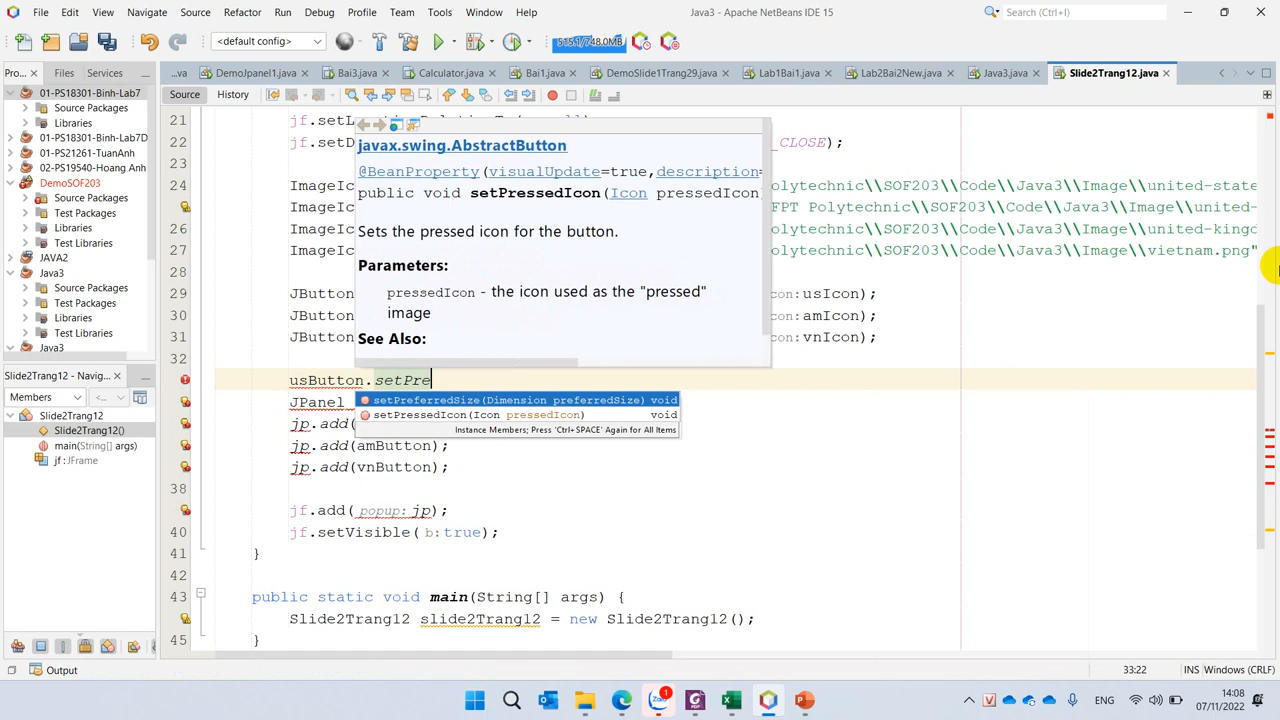 File Edit View Navigate Source Refactor Run Debug Profile Team Tools Window Help Java3 - Apache NetBeans IDE 15 Search (Ctrl+I)
<default config> 515.1/748.0MB
Pro... Files Services ...va DemoJpanel1.java Bai3.java Calculator.java Bai1.java DemoSlide1Trang29.java Lab1Bai1.java Lab2Bai2New.java Java3.java Slide2Trang12.java
01-PS18301-Binh-Lab7
Source Packages
Libraries
01-PS18301-Binh-Lab7D
01-PS21261-TuanAnh
02-PS19540-Hoang Anh
DemoSOF203
Source Packages
Test Packages
Libraries
Test Libraries
JAVA2
Java3
Source Packages
Test Packages
Libraries
Test Libraries
Java3
Slide2Trang12 - Navig...
Members
Slide2Trang12
Slide2Trang12()
main(String[] args)
jf : JFrame
Source History
21 jf.
22 jf. _CLOSE);
23
24 ImageIc olytechnic\\SOF203\\Code\\Java3\\Image\\united-state
ImageIc FPT Polytechnic\\SOF203\\Code\\Java3\\Image\\united-
26 ImageIc olytechnic\\SOF203\\Code\\Java3\\Image\\united-kingd
27 ImageIc olytechnic\\SOF203\\Code\\Java3\\Image\\vietnam.png"
28
29 JButton con:usIcon);
30 JButton con:amIcon);
31 JButton con:vnIcon);
32
usButton.setPre
JPanel
jp.add(
jp.add(amButton);
jp.add(vnButton);
38
jf.add( popup:jp);
40 jf.setVisible( b:true);
41 }
42
43 public static void main(String[] args) {
Slide2Trang12 slide2Trang12 = new Slide2Trang12();
45 }
javax.swing.AbstractButton
@BeanProperty(visualUpdate=true,description=
public void setPressedIcon(Icon pressedIcon)
Sets the pressed icon for the button.
Parameters:
pressedIcon - the icon used as the "pressed"
image
See Also:
setPreferredSize(Dimension preferredSize) void
setPressedIcon(Icon pressedIcon) void
Instance Members; Press 'Ctrl+SPACE' Again for All Items
Output 33:22 INS Windows (CRLF)
1 ENG 14:08
07/11/2022